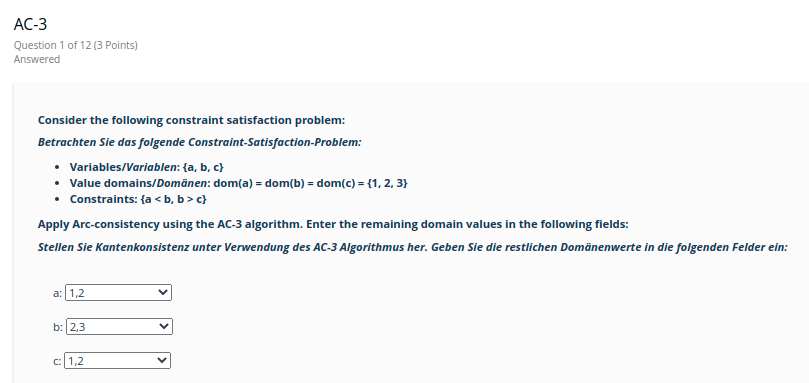 AC-3
Question 1 of 12 (3 Points)
Answered
Consider the following constraint satisfaction problem:
Betrachten Sie das folgende Constraint-Satisfaction-Problem:
• Variables/Variablen: {a, b, c}
• Value domains/Domänen: dom(a) = dom(b) = dom(c) = {1, 2, 3}
• Constraints: {a < b, b > c}
Apply Arc-consistency using the AC-3 algorithm. Enter the remaining domain values in the following fields:
Stellen Sie Kantenkonsistenz unter Verwendung des AC-3 Algorithmus her. Geben Sie die restlichen Domänenwerte in die folgenden Felder ein:
a: 1,2
b: 2,3
c: 1,2